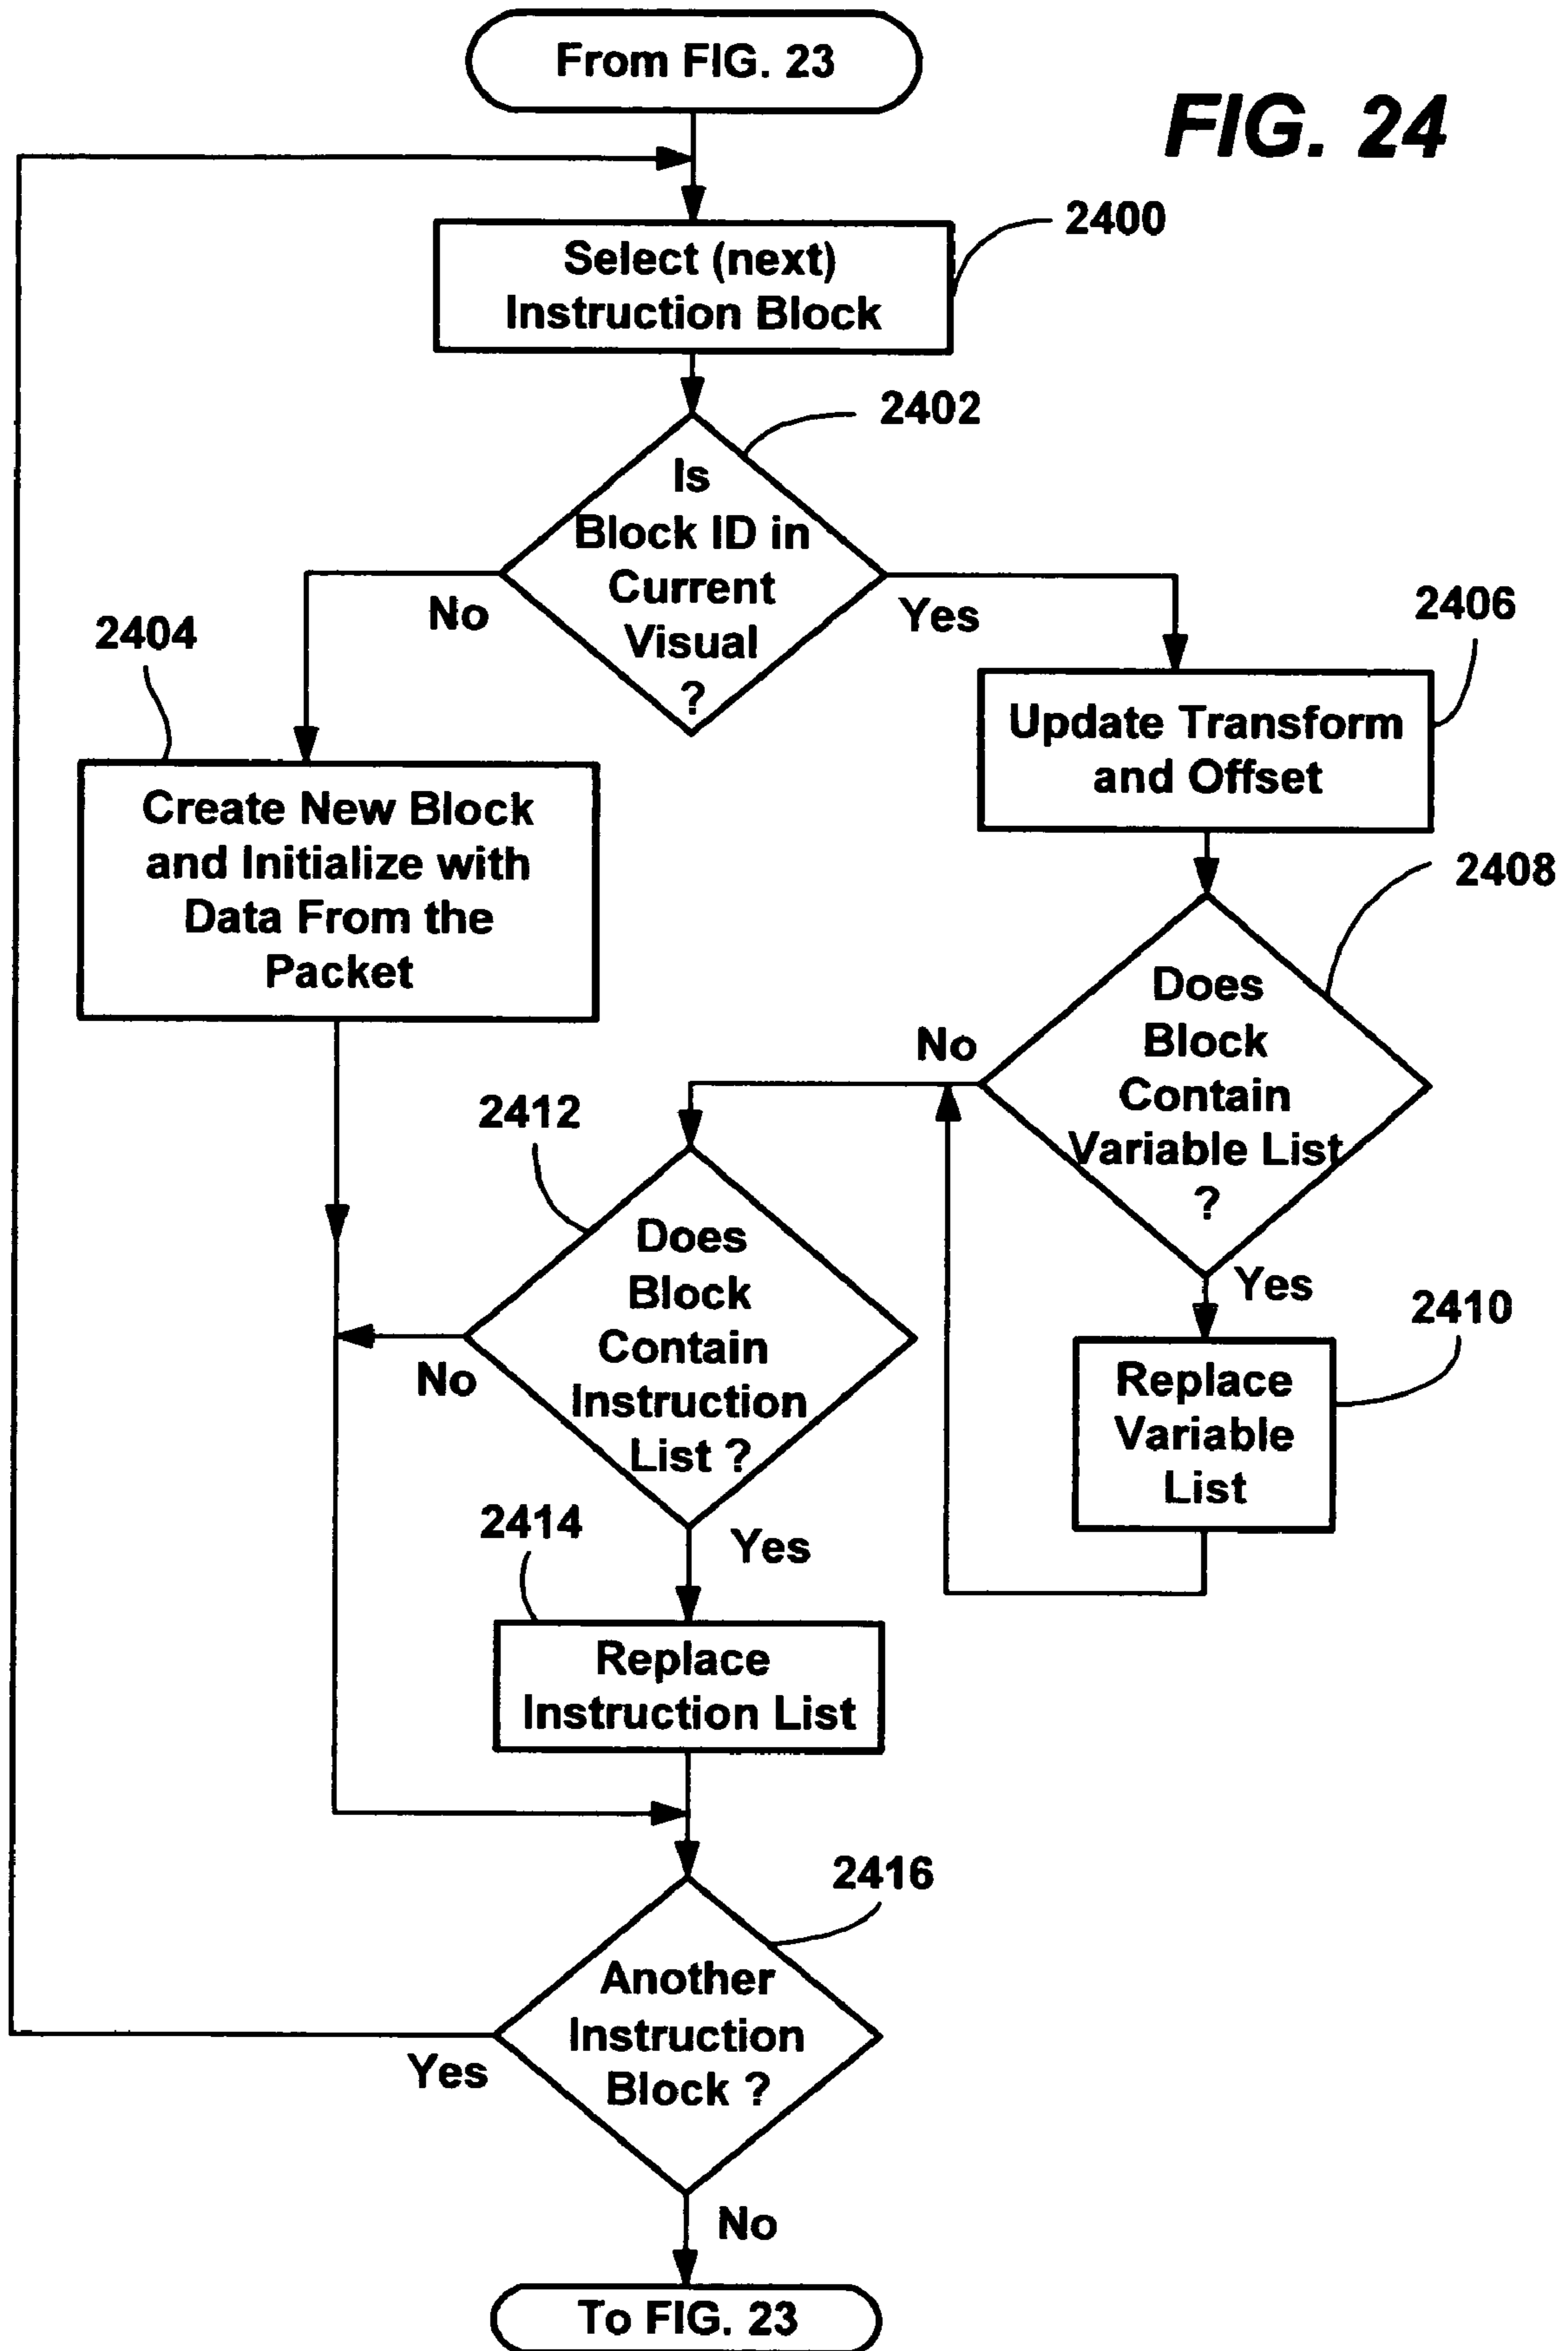 From FIG. 23
FIG. 24
2400
Select (next)
Instruction Block
2402
Is
Block ID in
Current
Visual
?
No
Yes
2404
2406
Create New Block
and Initialize with
Data From the
Packet
Update Transform
and Offset
2408
Does
Block
Contain
Variable List
?
No
Yes
2410
Replace
Variable
List
2412
Does
Block
Contain
Instruction
List ?
No
Yes
2414
Replace
Instruction List
2416
Another
Instruction
Block ?
Yes
No
To FIG. 23